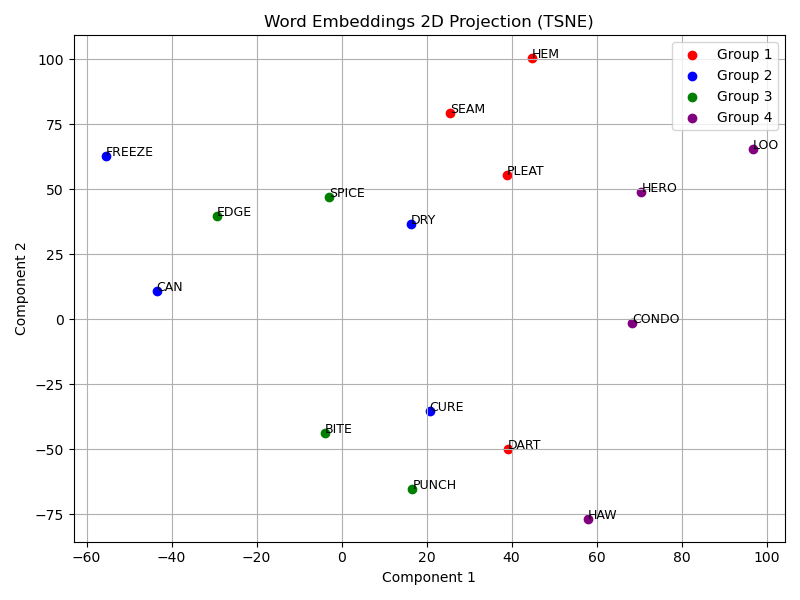 Word Embeddings 2D Projection (TSNE)
Group 1
Group 2
Group 3
Group 4
HEM
SEAM
LOO
FREEZE
PLEAT
HERO
SPICE
EDGE
DRY
CAN
CONDO
CURE
BITE
DART
PUNCH
HAW
100
75
50
25
0
−25
−50
−75
Component 2
−60 −40 −20 0 20 40 60 80 100
Component 1